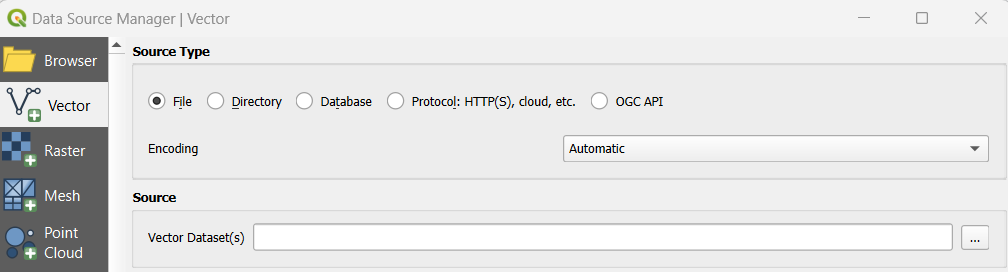 Data Source Manager | Vector
Browser
Vector
Raster
Mesh
Point
Cloud
Source Type
File Directory Database Protocol: HTTP(S), cloud, etc. OGC API
Encoding Automatic
Source
Vector Dataset(s) ...